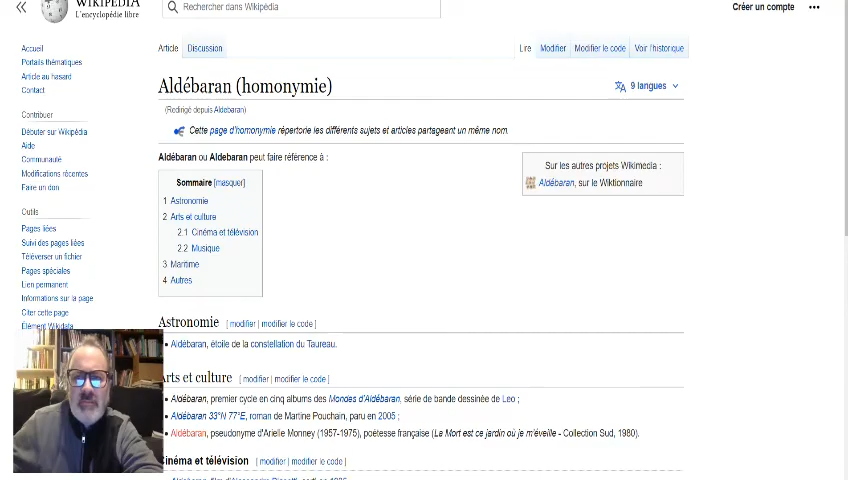 WIKIPEDIA
L'encyclopédie libre
Rechercher dans Wikipédia
Créer un compte
Accueil
Portails thématiques
Article au hasard
Contact
Contribuer
Débuter sur Wikipédia
Aide
Communauté
Modifications récentes
Faire un don
Outils
Pages liées
Suivi des pages liées
Téléverser un fichier
Pages spéciales
Lien permanent
Informations sur la page
Citer cette page
Élément Wikidata
Article Discussion
Lire Modifier Modifier le code Voir l'historique
Aldébaran (homonymie)
9 langues
(Redirigé depuis Aldebaran)
Cette page d'homonymie répertorie les différents sujets et articles partageant un même nom.
Aldébaran ou Aldebaran peut faire référence à :
Sur les autres projets Wikimedia :
Aldébaran, sur le Wiktionnaire
Sommaire [masquer]
1 Astronomie
2 Arts et culture
2.1 Cinéma et télévision
2.2 Musique
3 Maritime
4 Autres
Astronomie [ modifier | modifier le code ]
Aldébaran, étoile de la constellation du Taureau.
Arts et culture [ modifier | modifier le code ]
Aldébaran, premier cycle en cinq albums des Mondes d'Aldébaran, série de bande dessinée de Leo ;
Aldébaran 33°N 77°E, roman de Martine Pouchain, paru en 2005 ;
Aldébaran, pseudonyme d'Arielle Monney (1957-1975), poétesse française (La Mort est ce jardin où je m'éveille - Collection Sud, 1980).
Cinéma et télévision [ modifier | modifier le code ]